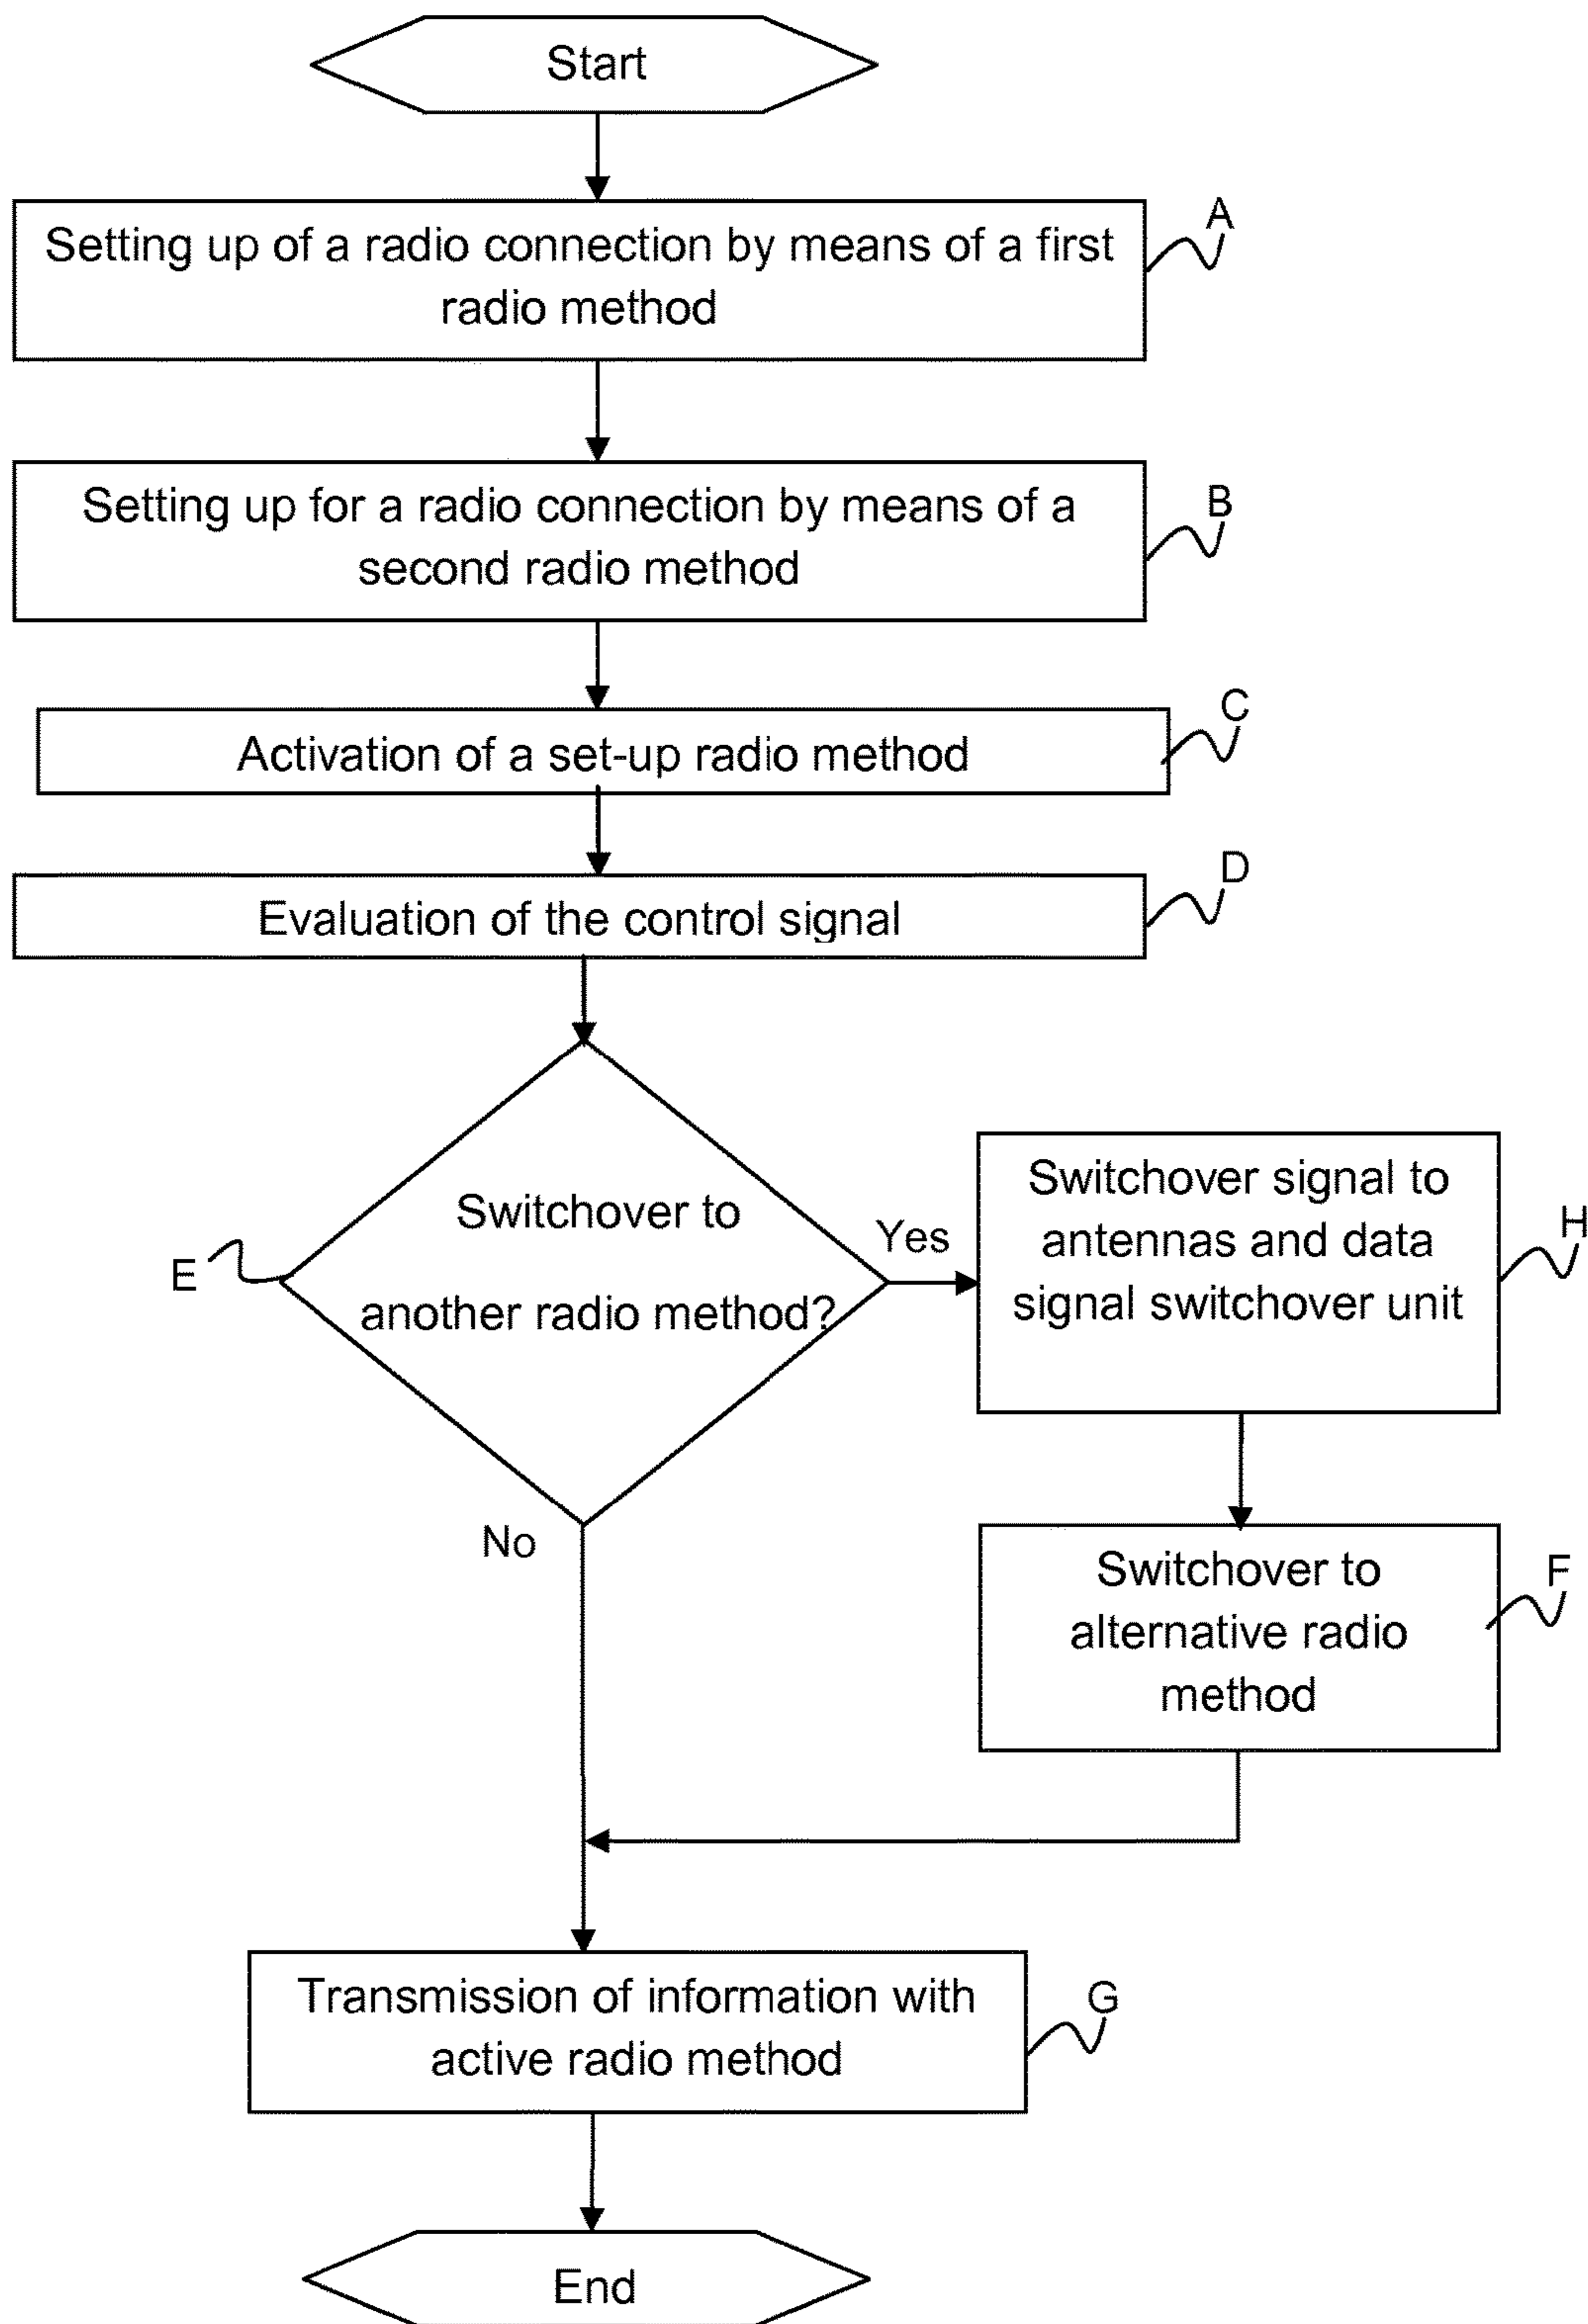 Start
A
Setting up of a radio connection by means of a first
radio method
B
Setting up for a radio connection by means of a
second radio method
C
Activation of a set-up radio method
D
Evaluation of the control signal
Switchover to
another radio method?
E
Yes
Switchover signal to
antennas and data
signal switchover unit
H
No
Switchover to
alternative radio
method
F
Transmission of information with
active radio method
G
End